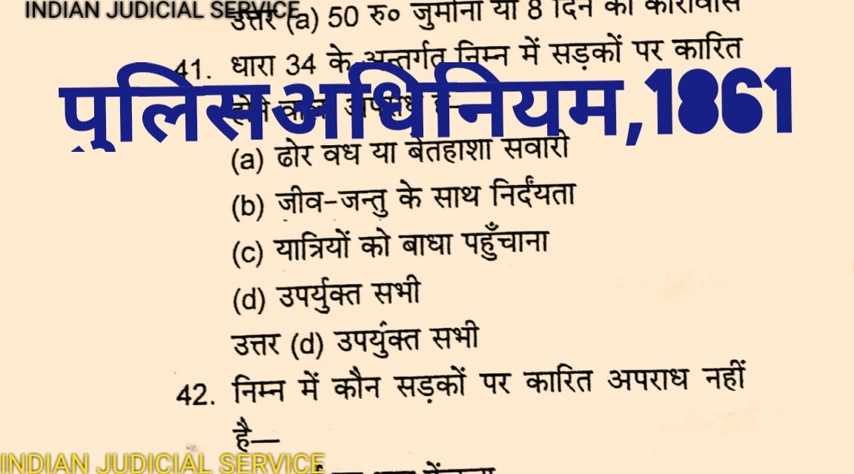 INDIAN JUDICIAL SERVICE
उत्तर (a) 50 रु० जुर्माना या 8 दिन का कारावास
41. धारा 34 के अन्तर्गत निम्न में सड़कों पर कारित
पुलिस अधिनियम,1861
(a) ढोर वध या बेतहाशा सवारी
(b) जीव-जन्तु के साथ निर्दयता
(c) यात्रियों को बाधा पहुँचाना
(d) उपर्युक्त सभी
उत्तर (d) उपर्युक्त सभी
42. निम्न में कौन सड़कों पर कारित अपराध नहीं
है—
INDIAN JUDICIAL SERVICE